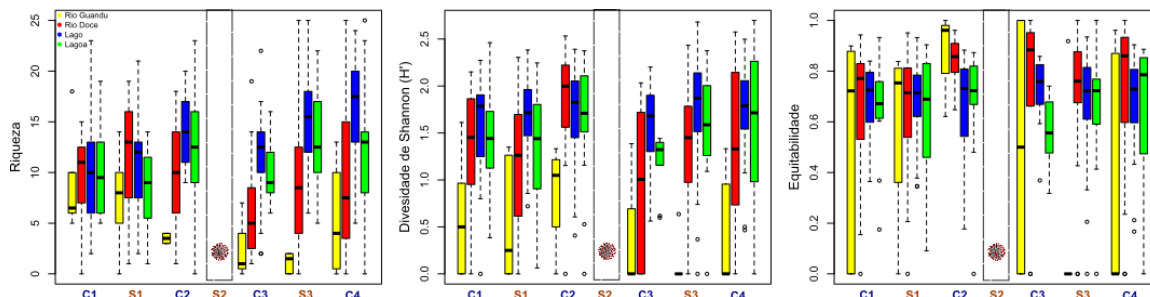 Rio Guandu
Rio Doce
Lago
Lagoa
Riqueza
0
5
10
15
20
25
C1 S1 C2 S2 C3 S3 C4
Divesidade de Shannon (H')
0.0
0.5
1.0
1.5
2.0
2.5
C1 S1 C2 S2 C3 S3 C4
Equitabilidade
0.0
0.2
0.4
0.6
0.8
1.0
C1 S1 C2 S2 C3 S3 C4